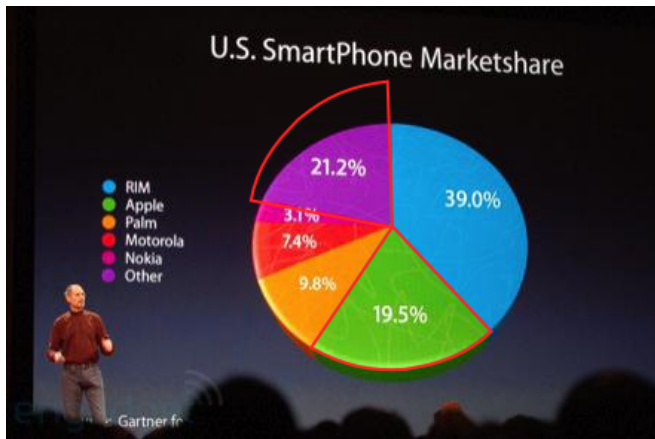 U.S. SmartPhone Marketshare
RIM
Apple
Palm
Motorola
Nokia
Other
21.2%
39.0%
3.1%
7.4%
9.8%
19.5%
Gartner